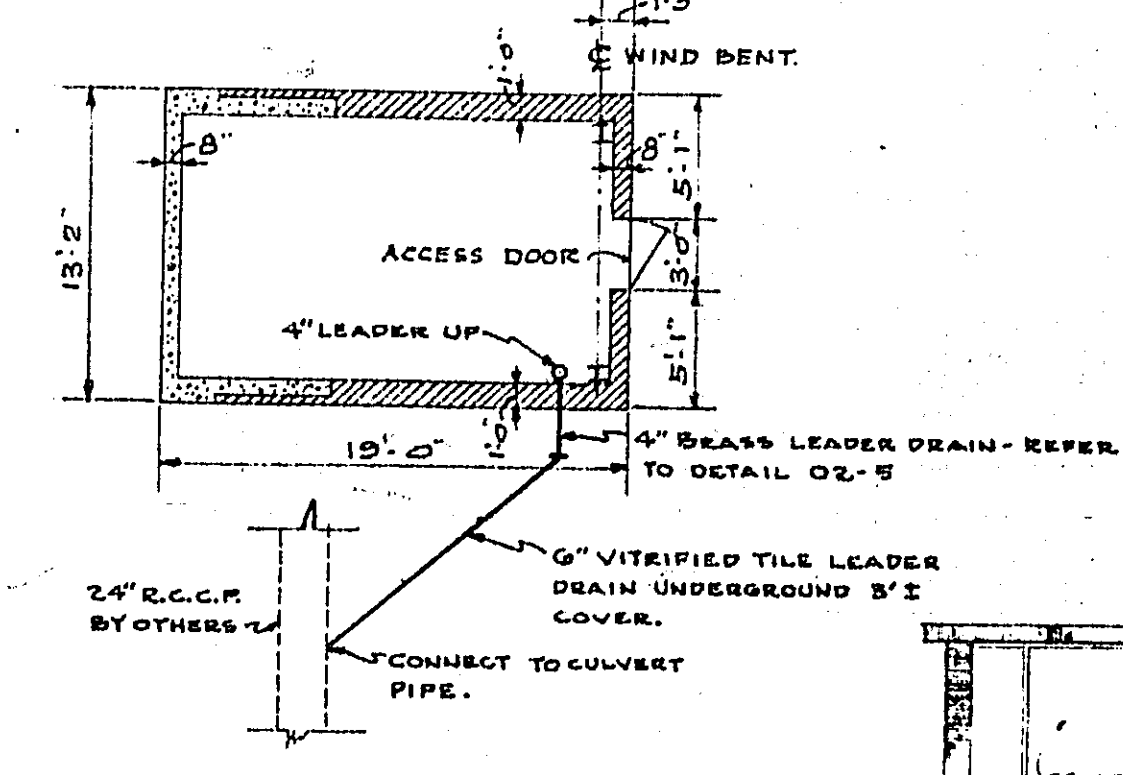 1'-3
℄ WIND BENT.
1'-0"
8"
8"
5'-1"
13'-2"
ACCESS DOOR
3'-0"
4" LEADER UP
5'-1"
1'-0"
19'-0"
4" BRASS LEADER DRAIN - REFER
TO DETAIL 02-5
6" VITRIFIED TILE LEADER
DRAIN UNDERGROUND 3' ±
COVER.
24" R.C.C.P.
BY OTHERS
CONNECT TO CULVERT
PIPE.